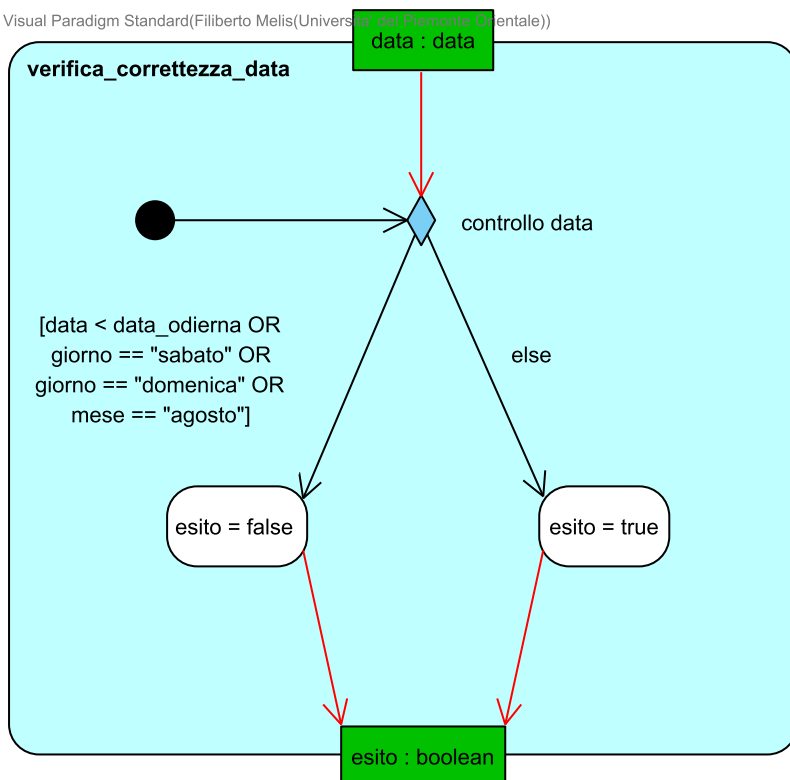 Visual Paradigm Standard(Filiberto Melis(Universita' del Piemonte Orientale))
data : data
verifica_correttezza_data
controllo data
[data < data_odierna OR
giorno == "sabato" OR
giorno == "domenica" OR
mese == "agosto"]
else
esito = false
esito = true
esito : boolean